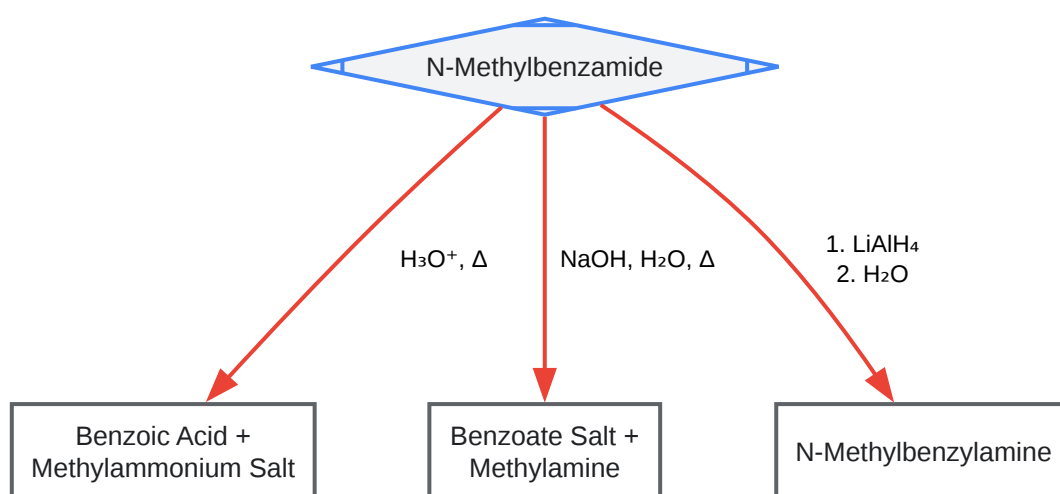 N-Methylbenzamide
H₃O⁺, Δ
NaOH, H₂O, Δ
1. LiAlH₄
2. H₂O
Benzoic Acid +
Methylammonium Salt
Benzoate Salt +
Methylamine
N-Methylbenzylamine